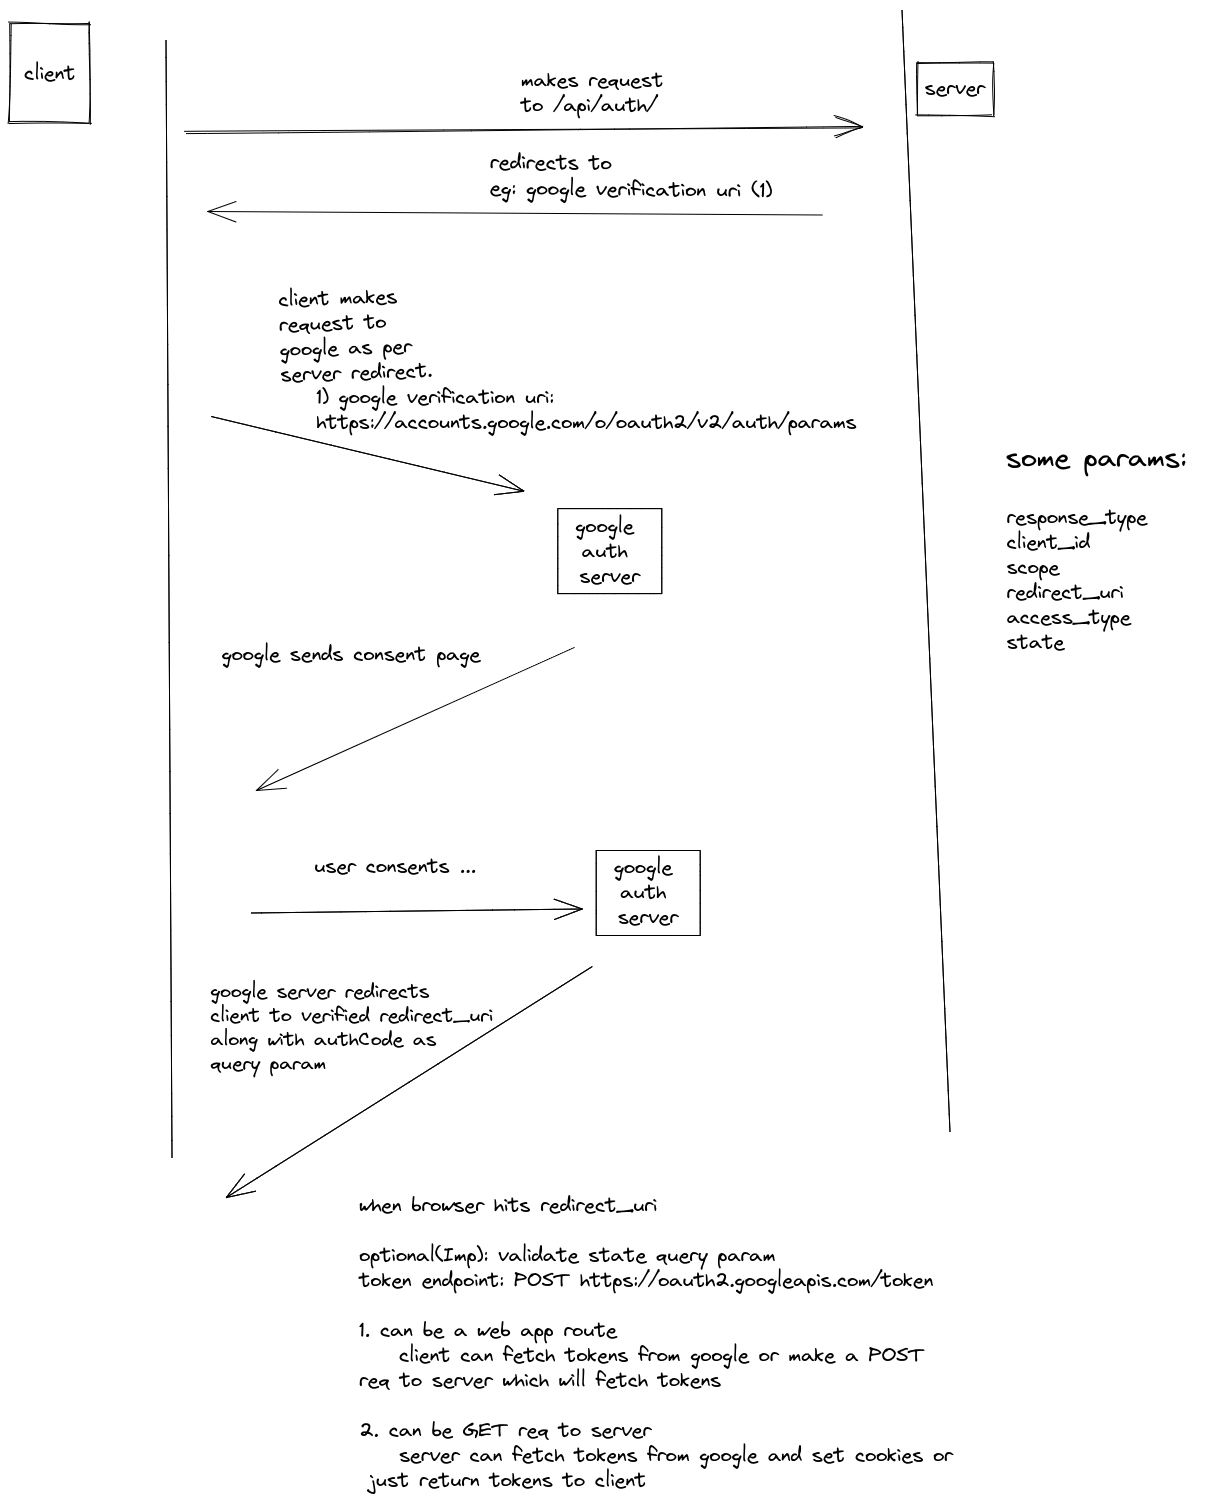 client
server
makes request
to /api/auth/
redirects to
eg: google verification uri (1)
client makes
request to
google as per
server redirect.
1) google verification uri:
https://accounts.google.com/o/oauth2/v2/auth/params
some params:
response_type
client_id
scope
redirect_uri
access_type
state
google
auth
server
google sends consent page
user consents ...
google
auth
server
google server redirects
client to verified redirect_uri
along with authCode as
query param
when browser hits redirect_uri
optional(Imp): validate state query param
token endpoint: POST https://oauth2.googleapis.com/token
1. can be a web app route
client can fetch tokens from google or make a POST
req to server which will fetch tokens
2. can be GET req to server
server can fetch tokens from google and set cookies or
just return tokens to client